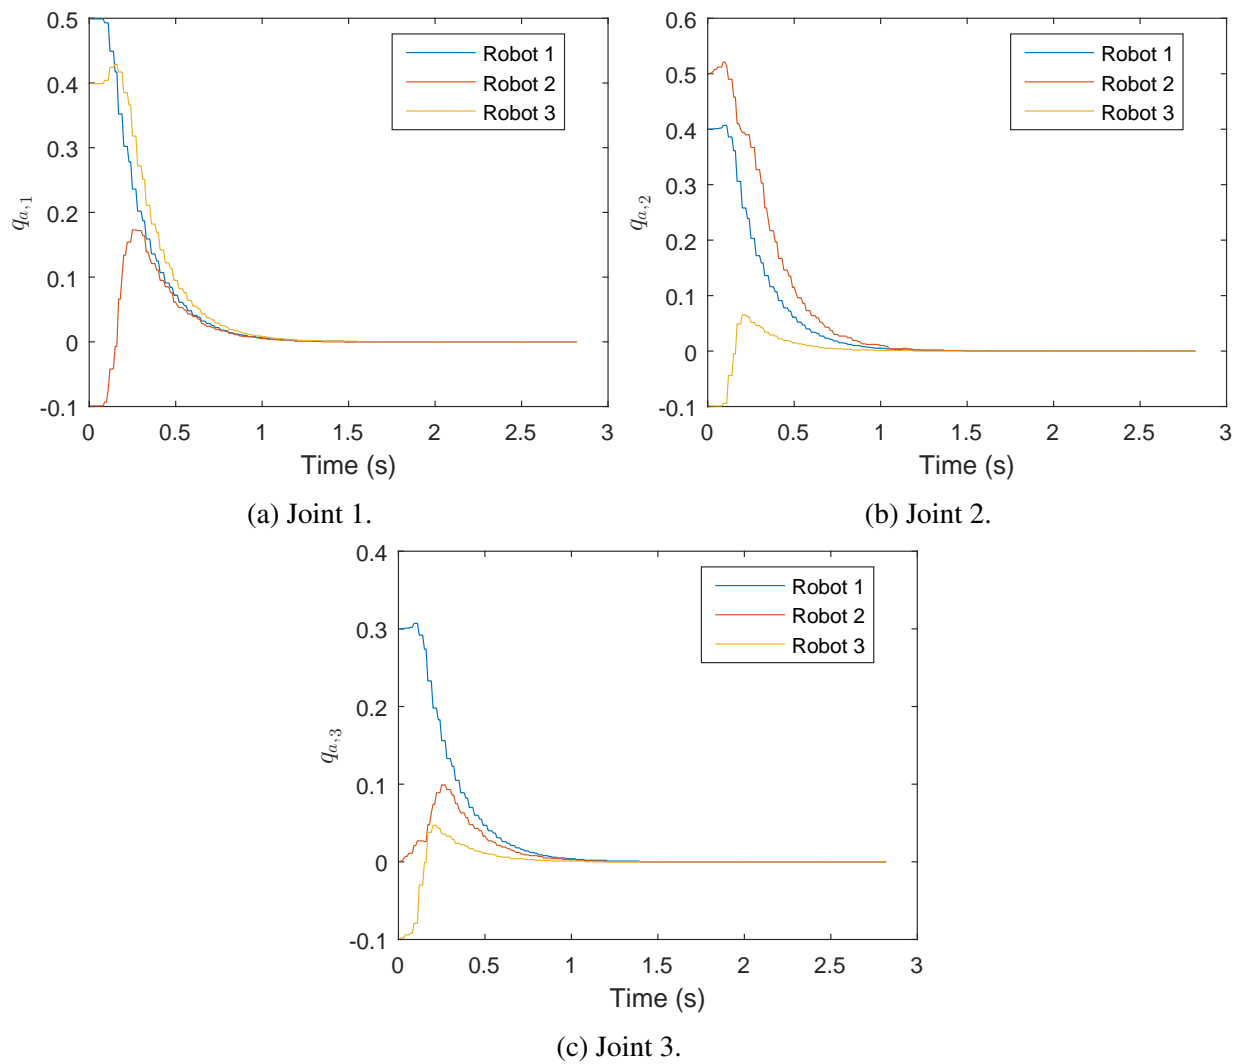 0.5
0.4
0.3
0.2
0.1
0
-0.1
q_{a,1}
Robot 1
Robot 2
Robot 3
0 0.5 1 1.5 2 2.5 3
Time (s)
(a) Joint 1.
0.6
0.5
0.4
0.3
0.2
0.1
0
-0.1
q_{a,2}
Robot 1
Robot 2
Robot 3
0 0.5 1 1.5 2 2.5 3
Time (s)
(b) Joint 2.
0.4
0.3
0.2
0.1
0
-0.1
q_{a,3}
Robot 1
Robot 2
Robot 3
0 0.5 1 1.5 2 2.5 3
Time (s)
(c) Joint 3.